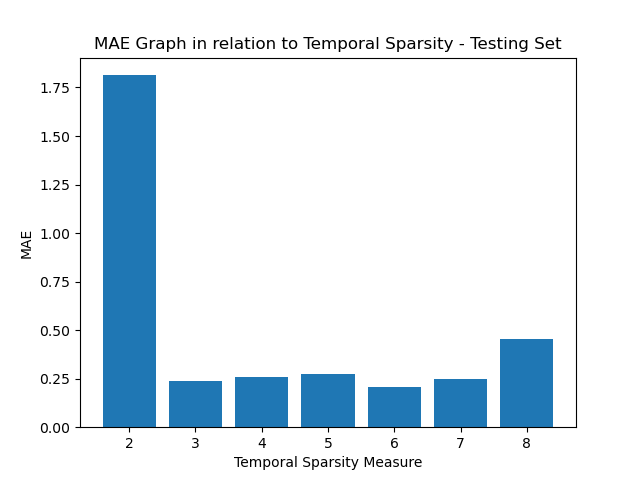 MAE Graph in relation to Temporal Sparsity - Testing Set
1.75
1.50
1.25
1.00
0.75
0.50
0.25
0.00
MAE
2 3 4 5 6 7 8
Temporal Sparsity Measure